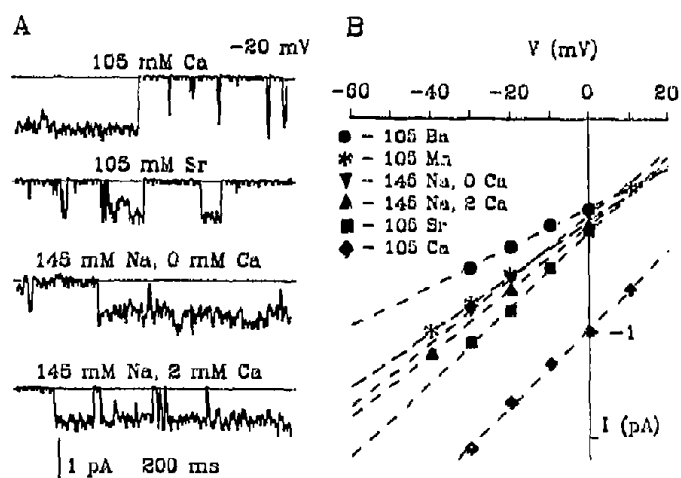 A
-20 mV
105 mM Ca
105 mM Sr
145 mM Na, 0 mM Ca
145 mM Na, 2 mM Ca
1 pA 200 ms
B
V (mV)
-60 -40 -20 0 20
● - 105 Ba
✳ - 105 Mn
▼ - 145 Na, 0 Ca
▲ - 145 Na, 2 Ca
■ - 105 Sr
◆ - 105 Ca
-1
I (pA)